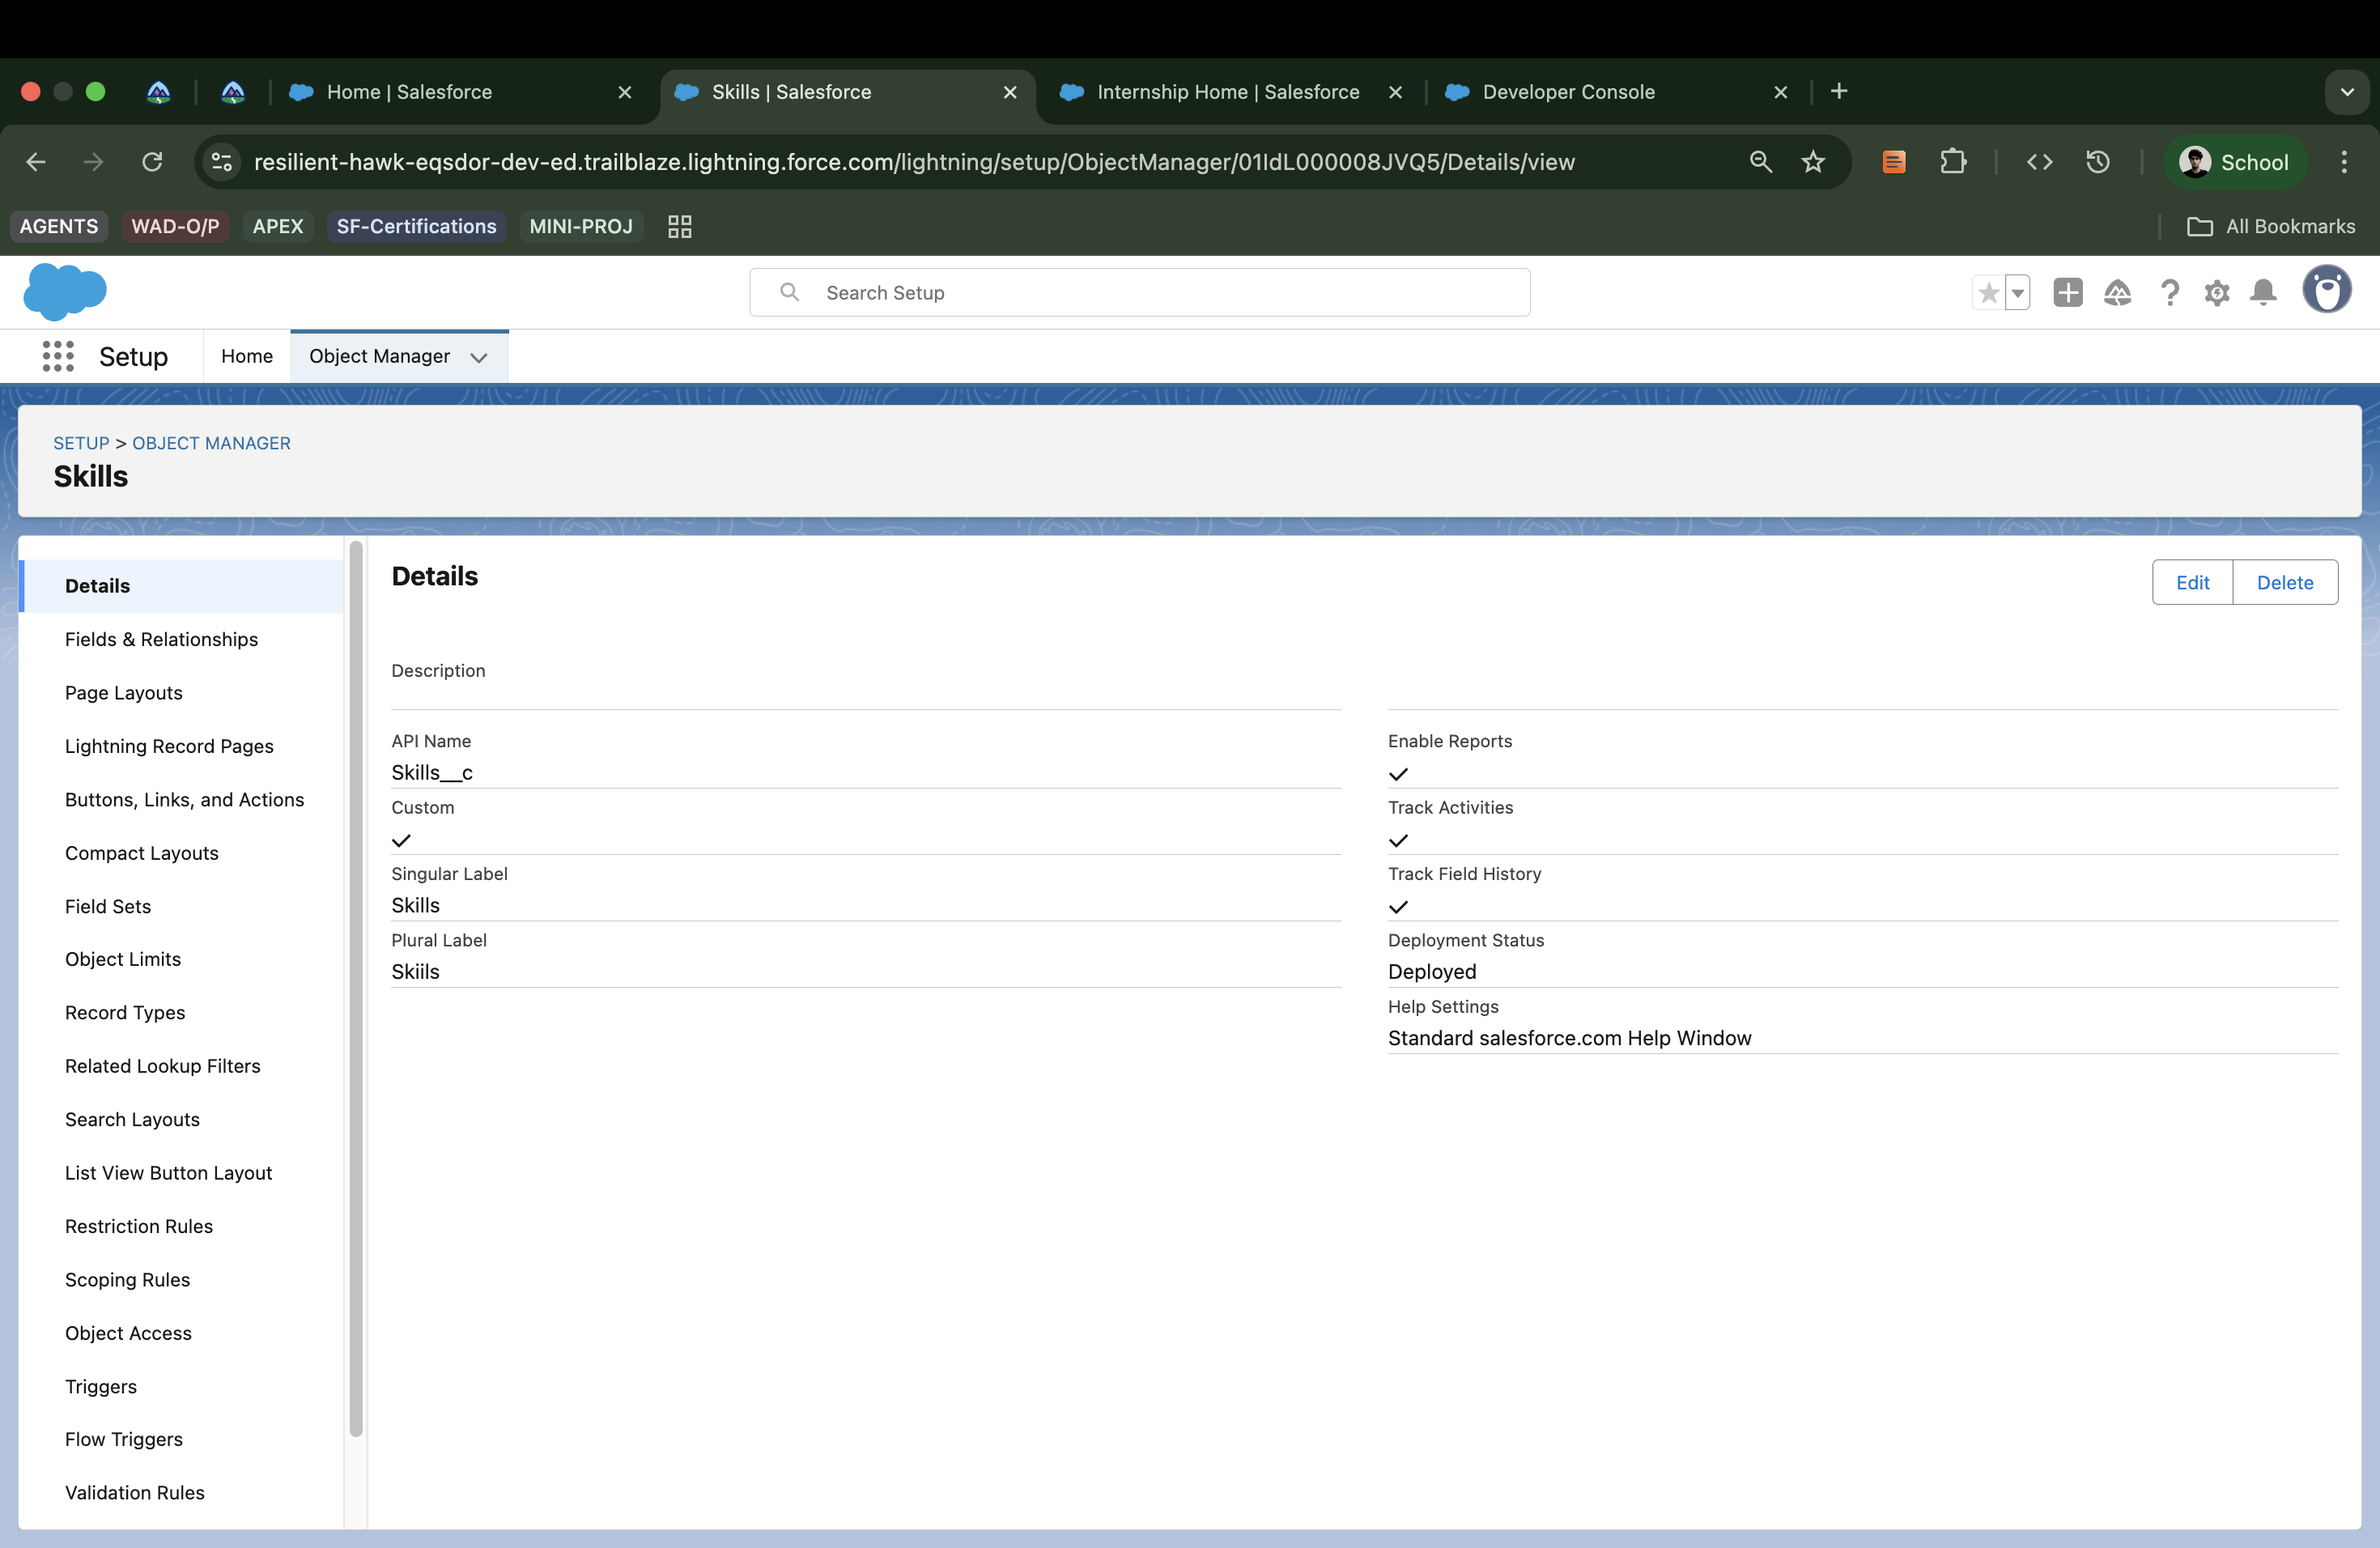 Home | Salesforce
Skills | Salesforce
Internship Home | Salesforce
Developer Console
resilient-hawk-eqsdor-dev-ed.trailblaze.lightning.force.com/lightning/setup/ObjectManager/01IdL000008JVQ5/Details/view
School
AGENTS
WAD-O/P
APEX
SF-Certifications
MINI-PROJ
All Bookmarks
Search Setup
Setup
Home
Object Manager
SETUP > OBJECT MANAGER
Skills
Details
Fields & Relationships
Page Layouts
Lightning Record Pages
Buttons, Links, and Actions
Compact Layouts
Field Sets
Object Limits
Record Types
Related Lookup Filters
Search Layouts
List View Button Layout
Restriction Rules
Scoping Rules
Object Access
Triggers
Flow Triggers
Validation Rules
Details
Edit
Delete
Description
API Name
Skills__c
Custom
Singular Label
Skills
Plural Label
Skiils
Enable Reports
Track Activities
Track Field History
Deployment Status
Deployed
Help Settings
Standard salesforce.com Help Window